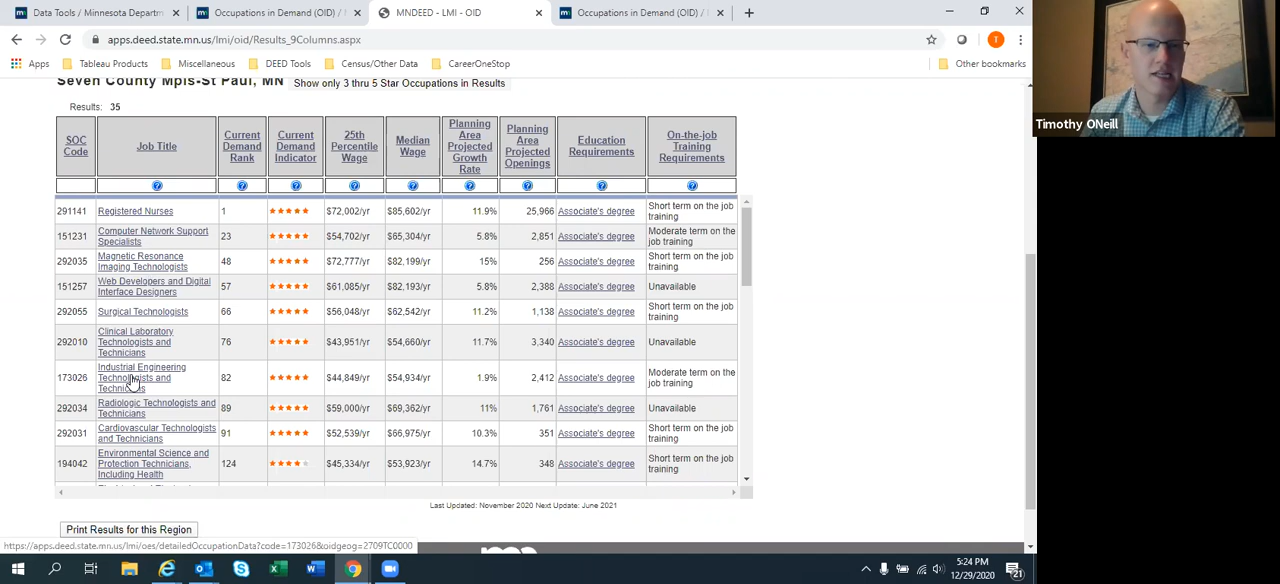 Data Tools / Minnesota Departm
Occupations in Demand (OID) /
MNDEED - LMI - OID
Occupations in Demand (OID) /
apps.deed.state.mn.us/lmi/oid/Results_9Columns.aspx
Apps
Tableau Products
Miscellaneous
DEED Tools
Census/Other Data
CareerOneStop
Other bookmarks
T
Timothy ONeill
Seven County Mpls-St Paul, MN
Show only 3 thru 5 Star Occupations in Results
Results: 35
SOC Code
Job Title
Current Demand Rank
Current Demand Indicator
25th Percentile Wage
Median Wage
Planning Area Projected Growth Rate
Planning Area Projected Openings
Education Requirements
On-the-job Training Requirements
291141 Registered Nurses 1 ★★★★★ $72,002/yr $85,602/yr 11.9% 25,966 Associate's degree Short term on the job training
151231 Computer Network Support Specialists 23 ★★★★★ $54,702/yr $65,304/yr 5.8% 2,851 Associate's degree Moderate term on the job training
292035 Magnetic Resonance Imaging Technologists 48 ★★★★★ $72,777/yr $82,199/yr 15% 256 Associate's degree Short term on the job training
151257 Web Developers and Digital Interface Designers 57 ★★★★★ $61,085/yr $82,193/yr 5.8% 2,388 Associate's degree Unavailable
292055 Surgical Technologists 66 ★★★★★ $56,048/yr $62,542/yr 11.2% 1,138 Associate's degree Short term on the job training
292010 Clinical Laboratory Technologists and Technicians 76 ★★★★★ $43,951/yr $54,660/yr 11.7% 3,340 Associate's degree Unavailable
173026 Industrial Engineering Technologists and Technicians 82 ★★★★★ $44,849/yr $54,934/yr 1.9% 2,412 Associate's degree Moderate term on the job training
292034 Radiologic Technologists and Technicians 89 ★★★★★ $59,000/yr $69,362/yr 11% 1,761 Associate's degree Unavailable
292031 Cardiovascular Technologists and Technicians 91 ★★★★★ $52,539/yr $66,975/yr 10.3% 351 Associate's degree Short term on the job training
194042 Environmental Science and Protection Technicians, Including Health 124 ★★★★ $45,334/yr $53,923/yr 14.7% 348 Associate's degree Short term on the job training
Last Updated: November 2020 Next Update: June 2021
Print Results for this Region
https://apps.deed.state.mn.us/lmi/oes/detailedOccupationData?code=173026&oidgeog=2709TC0000
5:24 PM
12/29/2020
21